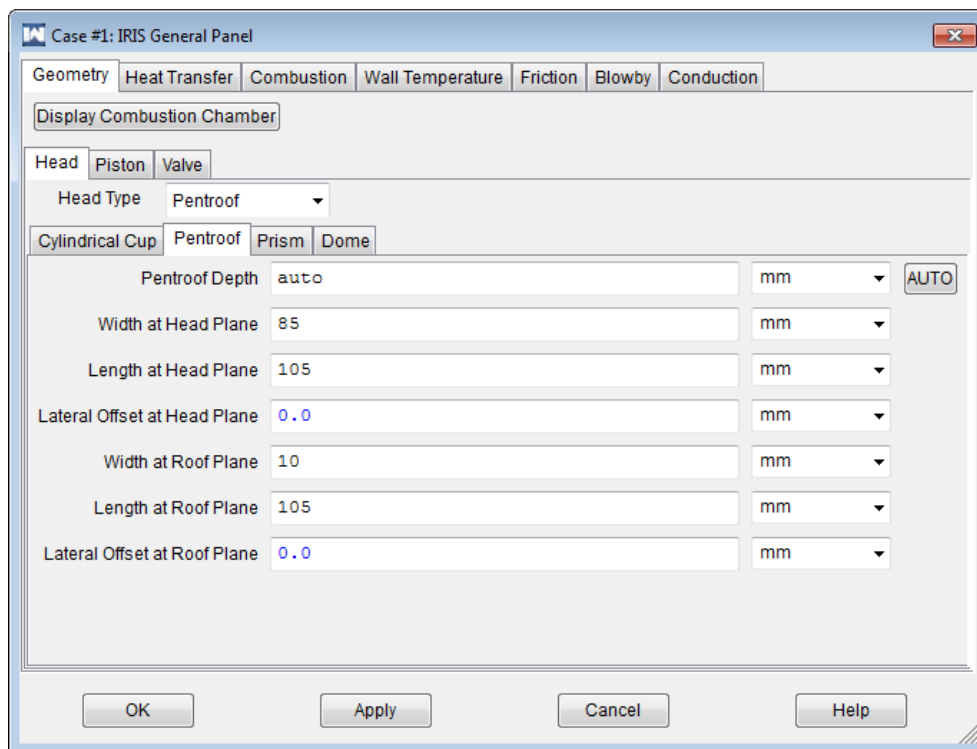 Case #1: IRIS General Panel
Geometry Heat Transfer Combustion Wall Temperature Friction Blowby Conduction
Display Combustion Chamber
Head Piston Valve
Head Type Pentroof
Cylindrical Cup Pentroof Prism Dome
Pentroof Depth auto mm AUTO
Width at Head Plane 85 mm
Length at Head Plane 105 mm
Lateral Offset at Head Plane 0.0 mm
Width at Roof Plane 10 mm
Length at Roof Plane 105 mm
Lateral Offset at Roof Plane 0.0 mm
OK Apply Cancel Help